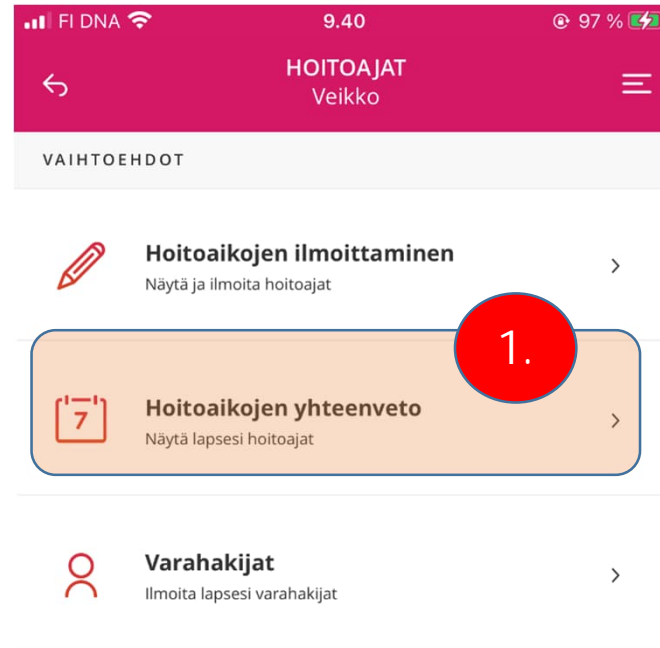 FI DNA 9.40 97 %
HOITOAJAT
Veikko
VAIHTOEHDOT
Hoitoaikojen ilmoittaminen
Näytä ja ilmoita hoitoajat
1.
7
Hoitoaikojen yhteenveto
Näytä lapsesi hoitoajat
Varahakijat
Ilmoita lapsesi varahakijat